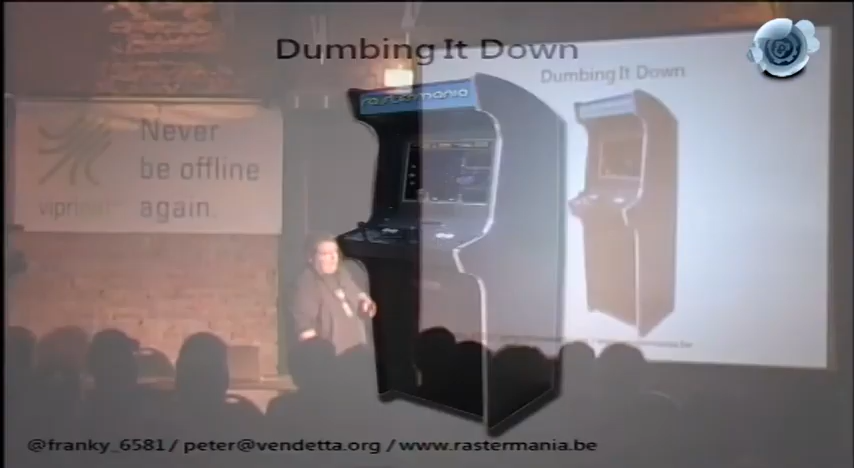 Dumbing It Down
Dumbing It Down
rastermania
Never
be offline
again.
@franky_6581 / peter@vendetta.org / www.rastermania.be